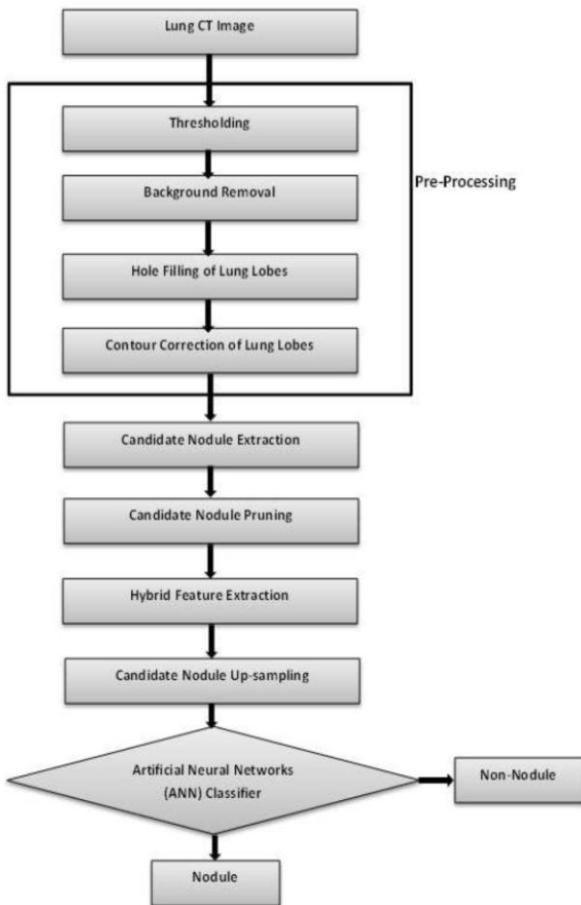 Lung CT Image
Thresholding
Pre-Processing
Background Removal
Hole Filling of Lung Lobes
Contour Correction of Lung Lobes
Candidate Nodule Extraction
Candidate Nodule Pruning
Hybrid Feature Extraction
Candidate Nodule Up-sampling
Artificial Neural Networks
(ANN) Classifier
Non-Nodule
Nodule